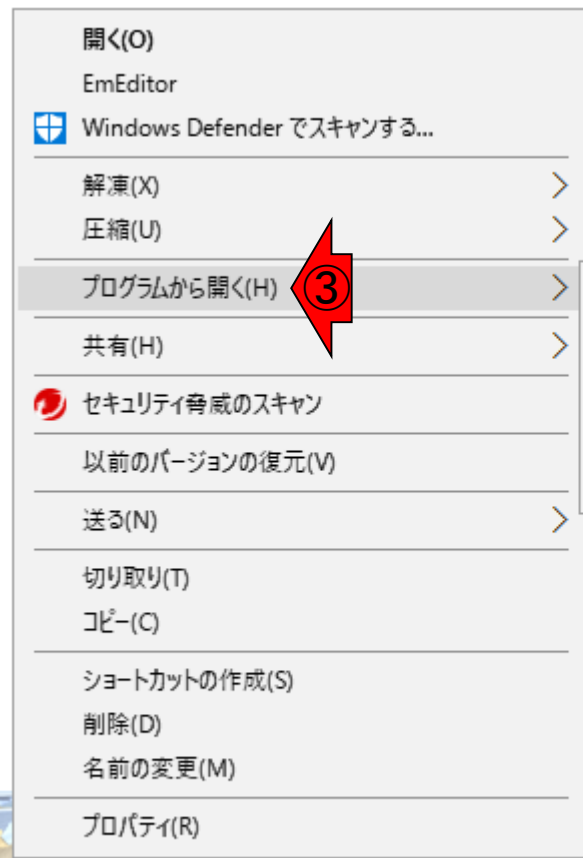 開く(O)
EmEditor
Windows Defender でスキャンする...
解凍(X)
圧縮(U)
プログラムから開く(H) ③
共有(H)
セキュリティ脅威のスキャン
以前のバージョンの復元(V)
送る(N)
切り取り(T)
コピー(C)
ショートカットの作成(S)
削除(D)
名前の変更(M)
プロパティ(R)